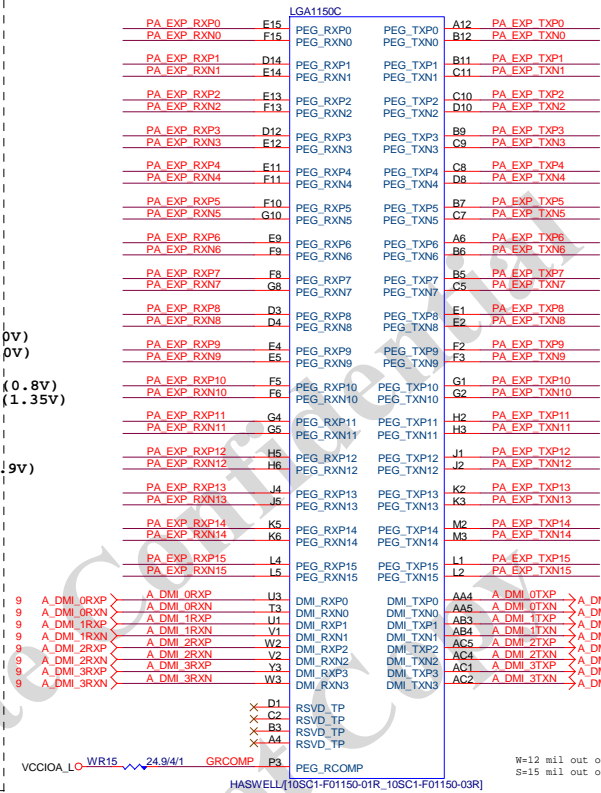 LGA1150C
PA_EXP_RXP0 E15 PEG_RXP0 PEG_TXP0 A12 PA_EXP_TXP0
PA_EXP_RXN0 F15 PEG_RXN0 PEG_TXN0 B12 PA_EXP_TXN0
PA_EXP_RXP1 D14 PEG_RXP1 PEG_TXP1 B11 PA_EXP_TXP1
PA_EXP_RXN1 E14 PEG_RXN1 PEG_TXN1 C11 PA_EXP_TXN1
PA_EXP_RXP2 E13 PEG_RXP2 PEG_TXP2 C10 PA_EXP_TXP2
PA_EXP_RXN2 F13 PEG_RXN2 PEG_TXN2 D10 PA_EXP_TXN2
PA_EXP_RXP3 D12 PEG_RXP3 PEG_TXP3 B9 PA_EXP_TXP3
PA_EXP_RXN3 E12 PEG_RXN3 PEG_TXN3 C9 PA_EXP_TXN3
PA_EXP_RXP4 E11 PEG_RXP4 PEG_TXP4 C8 PA_EXP_TXP4
PA_EXP_RXN4 F11 PEG_RXN4 PEG_TXN4 D8 PA_EXP_TXN4
PA_EXP_RXP5 F10 PEG_RXP5 PEG_TXP5 B7 PA_EXP_TXP5
PA_EXP_RXN5 G10 PEG_RXN5 PEG_TXN5 C7 PA_EXP_TXN5
PA_EXP_RXP6 E9 PEG_RXP6 PEG_TXP6 A6 PA_EXP_TXP6
PA_EXP_RXN6 F9 PEG_RXN6 PEG_TXN6 B6 PA_EXP_TXN6
PA_EXP_RXP7 F8 PEG_RXP7 PEG_TXP7 B5 PA_EXP_TXP7
PA_EXP_RXN7 G8 PEG_RXN7 PEG_TXN7 C5 PA_EXP_TXN7
PA_EXP_RXP8 D3 PEG_RXP8 PEG_TXP8 E1 PA_EXP_TXP8
PA_EXP_RXN8 D4 PEG_RXN8 PEG_TXN8 E2 PA_EXP_TXN8
0V)
PA_EXP_RXP9 E4 PEG_RXP9 PEG_TXP9 F2 PA_EXP_TXP9
0V)
PA_EXP_RXN9 E5 PEG_RXN9 PEG_TXN9 F3 PA_EXP_TXN9
(0.8V)
PA_EXP_RXP10 F5 PEG_RXP10 PEG_TXP10 G1 PA_EXP_TXP10
PA_EXP_RXN10 F6 PEG_RXN10 PEG_TXN10 G2 PA_EXP_TXN10
(1.35V)
PA_EXP_RXP11 G4 PEG_RXP11 PEG_TXP11 H2 PA_EXP_TXP11
PA_EXP_RXN11 G5 PEG_RXN11 PEG_TXN11 H3 PA_EXP_TXN11
PA_EXP_RXP12 H5 PEG_RXP12 PEG_TXP12 J1 PA_EXP_TXP12
PA_EXP_RXN12 H6 PEG_RXN12 PEG_TXN12 J2 PA_EXP_TXN12
.9V)
PA_EXP_RXP13 J4 PEG_RXP13 PEG_TXP13 K2 PA_EXP_TXP13
PA_EXP_RXN13 J5 PEG_RXN13 PEG_TXN13 K3 PA_EXP_TXN13
PA_EXP_RXP14 K5 PEG_RXP14 PEG_TXP14 M2 PA_EXP_TXP14
PA_EXP_RXN14 K6 PEG_RXN14 PEG_TXN14 M3 PA_EXP_TXN14
PA_EXP_RXP15 L4 PEG_RXP15 PEG_TXP15 L1 PA_EXP_TXP15
PA_EXP_RXN15 L5 PEG_RXN15 PEG_TXN15 L2 PA_EXP_TXN15
9 A_DMI_0RXP A_DMI_0RXP U3 DMI_RXP0 DMI_TXP0 AA4 A_DMI_0TXP A_DM
9 A_DMI_0RXN A_DMI_0RXN T3 DMI_RXN0 DMI_TXN0 AA5 A_DMI_0TXN A_DM
9 A_DMI_1RXP A_DMI_1RXP U1 DMI_RXP1 DMI_TXP1 AB3 A_DMI_1TXP A_DM
9 A_DMI_1RXN A_DMI_1RXN V1 DMI_RXN1 DMI_TXN1 AB4 A_DMI_1TXN A_DM
9 A_DMI_2RXP A_DMI_2RXP W2 DMI_RXP2 DMI_TXP2 AC5 A_DMI_2TXP A_DM
9 A_DMI_2RXN A_DMI_2RXN V2 DMI_RXN2 DMI_TXN2 AC4 A_DMI_2TXN A_DM
9 A_DMI_3RXP A_DMI_3RXP Y3 DMI_RXP3 DMI_TXP3 AC1 A_DMI_3TXP A_DM
9 A_DMI_3RXN A_DMI_3RXN W3 DMI_RXN3 DMI_TXN3 AC2 A_DMI_3TXN A_DM
D1 RSVD_TP
C2 RSVD_TP
B3 RSVD_TP
A4 RSVD_TP
VCCIOA_L WR15 24.9/4/1 GRCOMP P3 PEG_RCOMP
W=12 mil out o
S=15 mil out o
HASWELL/[10SC1-F01150-01R_10SC1-F01150-03R]
te Confidential
ot Copy